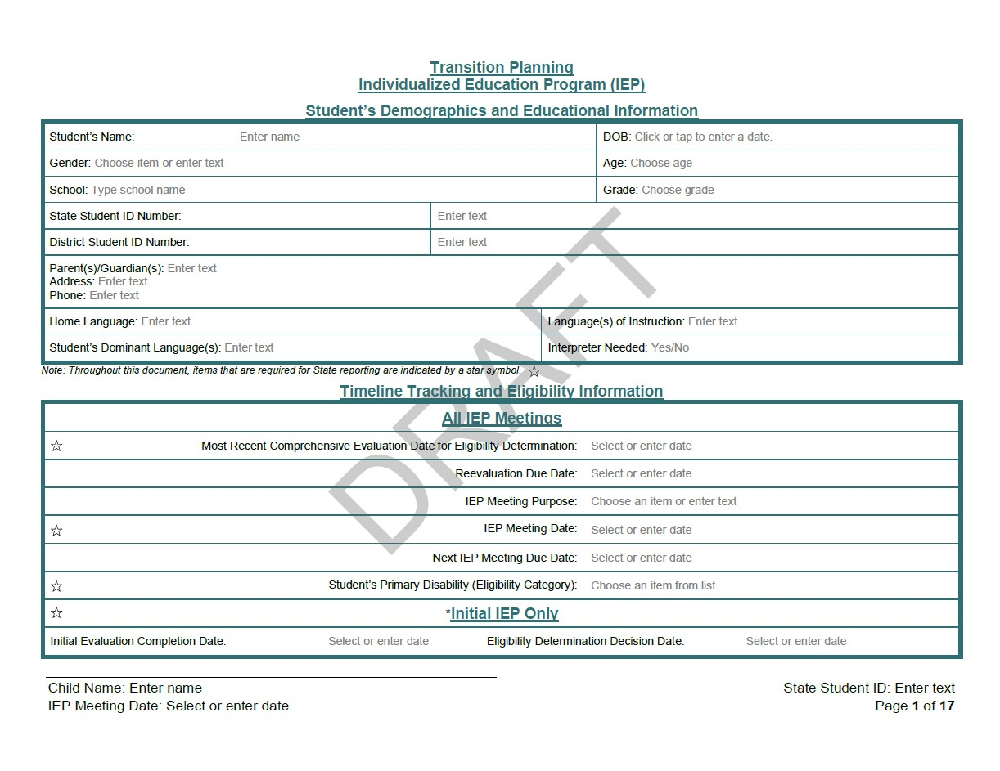 Transition Planning
Individualized Education Program (IEP)
Student's Demographics and Educational Information
Student's Name: Enter name DOB: Click or tap to enter a date.
Gender: Choose item or enter text Age: Choose age
School: Type school name Grade: Choose grade
State Student ID Number: Enter text
District Student ID Number: Enter text
Parent(s)/Guardian(s): Enter text
Address: Enter text
Phone: Enter text
Home Language: Enter text Language(s) of Instruction: Enter text
Student's Dominant Language(s): Enter text Interpreter Needed: Yes/No
Note: Throughout this document, items that are required for State reporting are indicated by a star symbol. ☆
Timeline Tracking and Eligibility Information
All IEP Meetings
☆ Most Recent Comprehensive Evaluation Date for Eligibility Determination: Select or enter date
Reevaluation Due Date: Select or enter date
IEP Meeting Purpose: Choose an item or enter text
☆ IEP Meeting Date: Select or enter date
Next IEP Meeting Due Date: Select or enter date
☆ Student's Primary Disability (Eligibility Category): Choose an item from list
☆ *Initial IEP Only
Initial Evaluation Completion Date: Select or enter date Eligibility Determination Decision Date: Select or enter date
DRAFT
Child Name: Enter name State Student ID: Enter text
IEP Meeting Date: Select or enter date Page 1 of 17